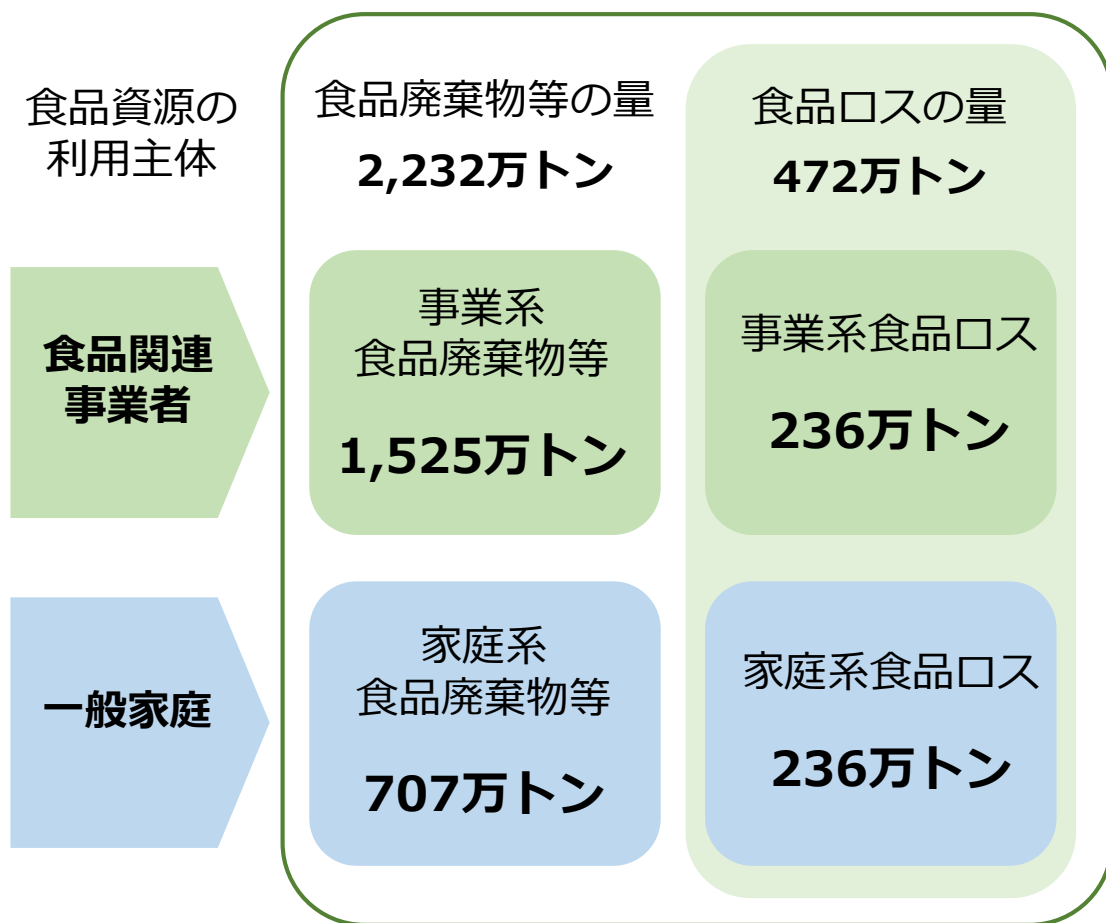 食品資源の
利用主体
食品廃棄物等の量
2,232万トン
食品ロスの量
472万トン
食品関連
事業者
事業系
食品廃棄物等
1,525万トン
事業系食品ロス
236万トン
一般家庭
家庭系
食品廃棄物等
707万トン
家庭系食品ロス
236万トン